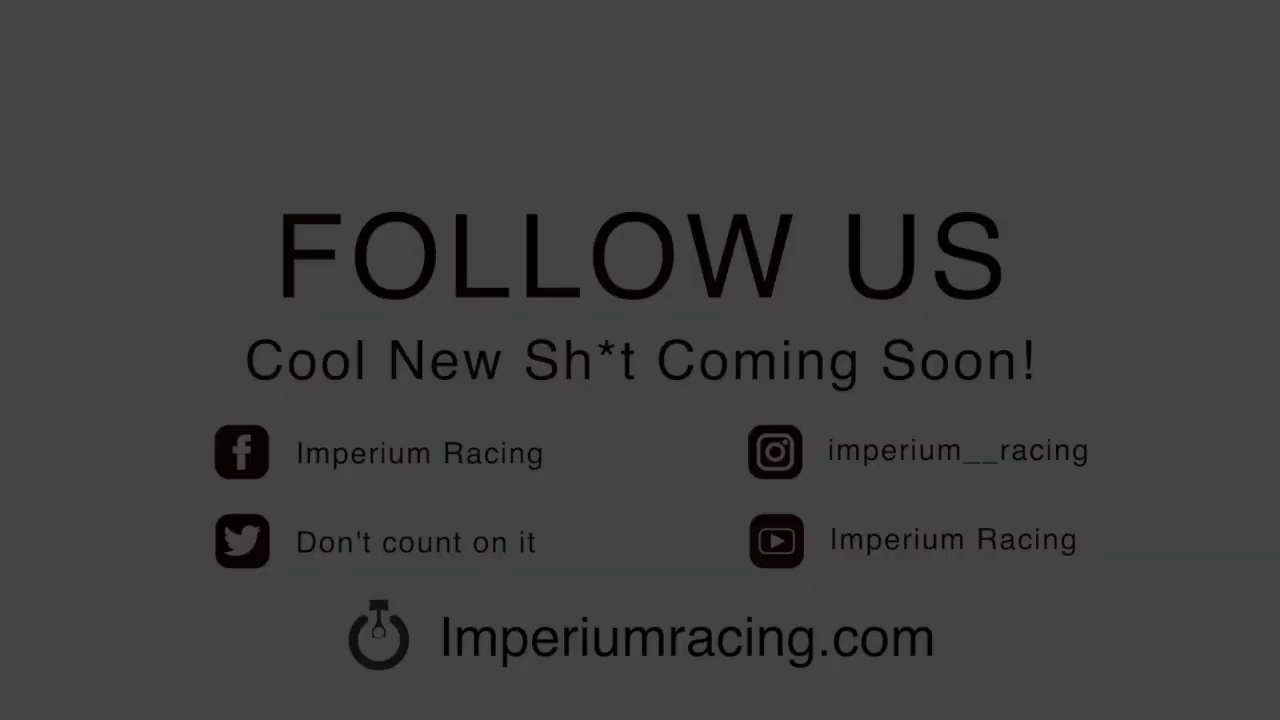 FOLLOW US
Cool New Sh*t Coming Soon!
Imperium Racing
imperium__racing
Don't count on it
Imperium Racing
Imperiumracing.com